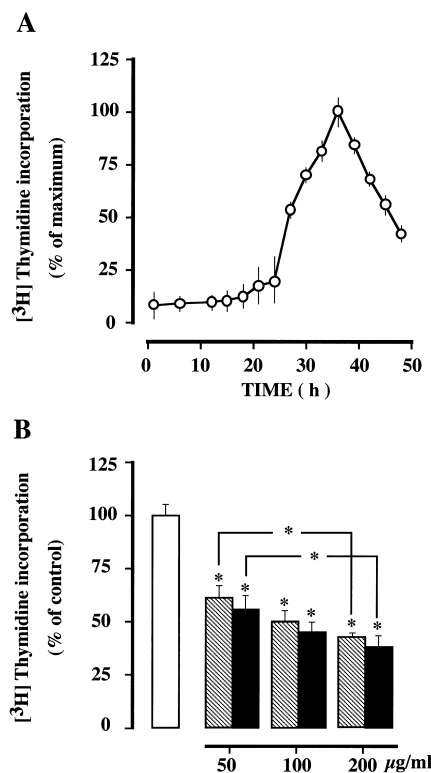 A
[³H] Thymidine incorporation
(% of maximum)
125
100
75
50
25
0
0 10 20 30 40 50
TIME ( h )
B
[³H] Thymidine incorporation
(% of control)
125
100
75
50
25
0
*
*
* * * * * *
50 100 200 µg/ml